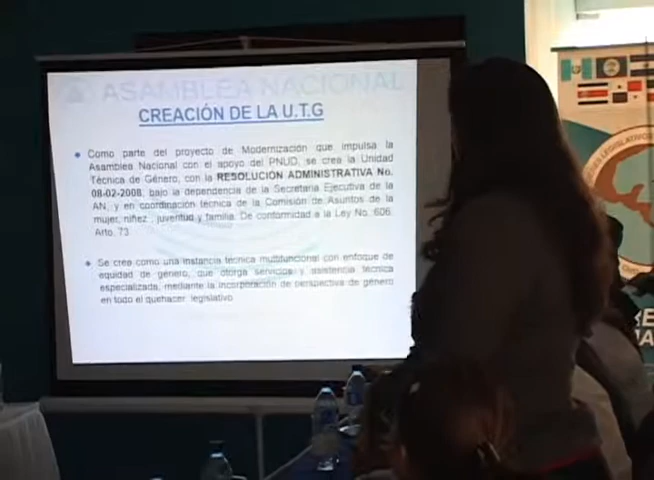 ASAMBLEA NACIONAL
CREACIÓN DE LA U.T.G
Como parte del proyecto de Modernización que impulsa la
Asamblea Nacional con el apoyo del PNUD, se crea la Unidad
Técnica de Género, con la RESOLUCIÓN ADMINISTRATIVA No.
08-02-2008, bajo la dependencia de la Secretaria Ejecutiva de la
AN, y en coordinación técnica de la Comisión de Asuntos de la
mujer, niñez , juventud y familia. De conformidad a la Ley No. 606.
Arto. 73
Se crea como una instancia técnica multifuncional con enfoque de
equidad de género, que otorga servicios y asistencia técnica
especializada, mediante la incorporación de perspectiva de género
en todo el quehacer legislativo.